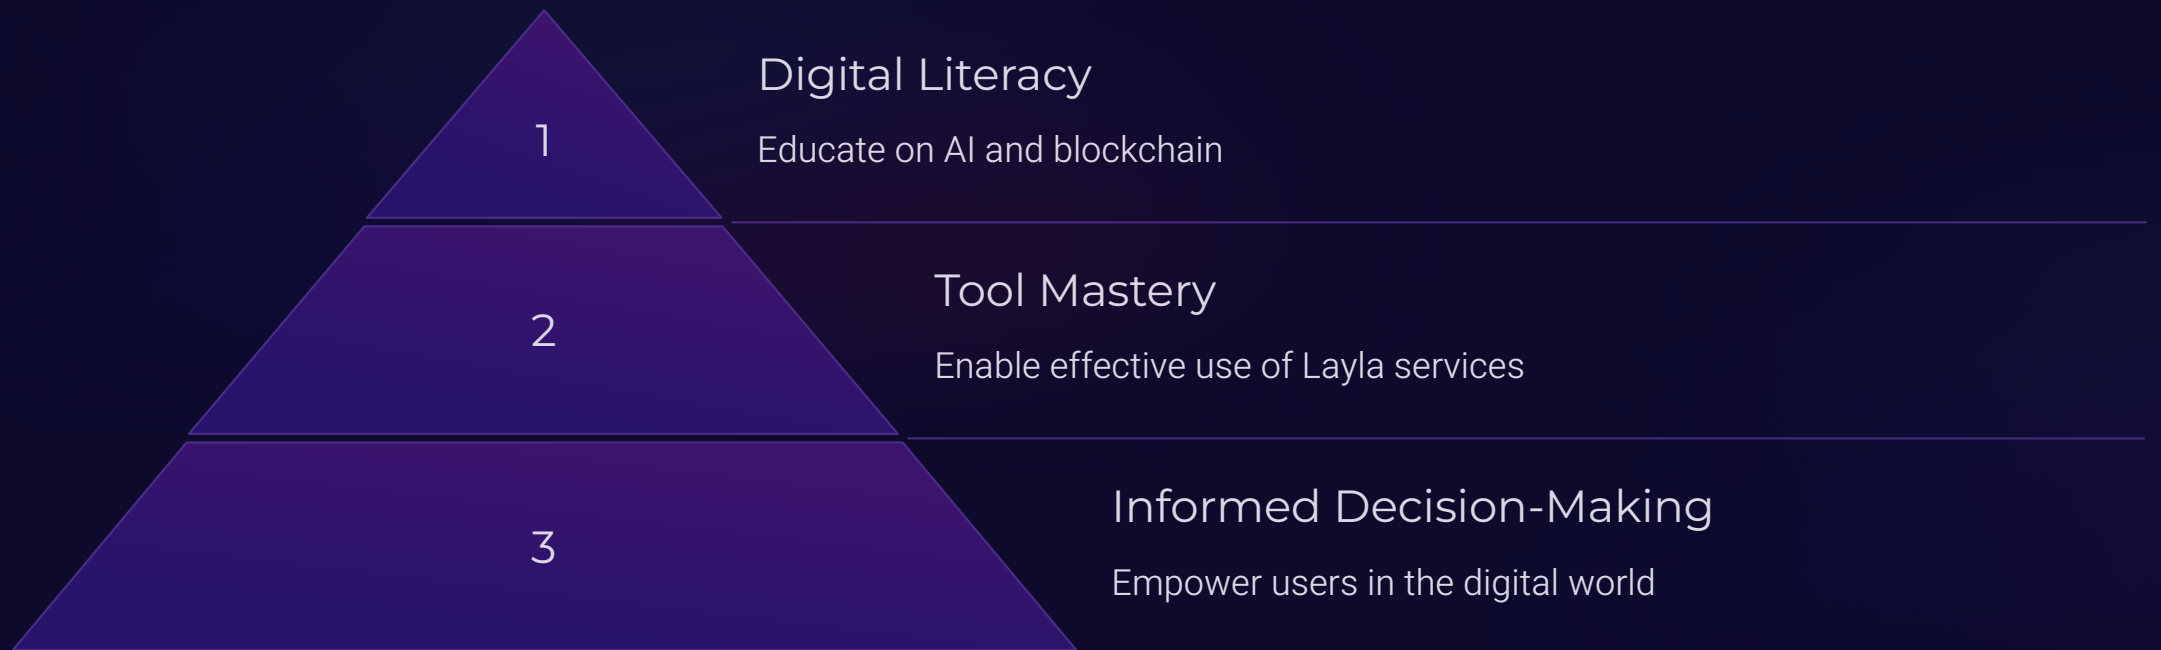 1
Digital Literacy
Educate on AI and blockchain
2
Tool Mastery
Enable effective use of Layla services
3
Informed Decision-Making
Empower users in the digital world